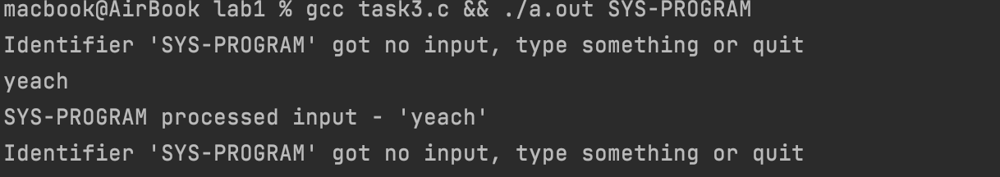 macbook@AirBook lab1 % gcc task3.c && ./a.out SYS-PROGRAM
Identifier 'SYS-PROGRAM' got no input, type something or quit
yeach
SYS-PROGRAM processed input - 'yeach'
Identifier 'SYS-PROGRAM' got no input, type something or quit